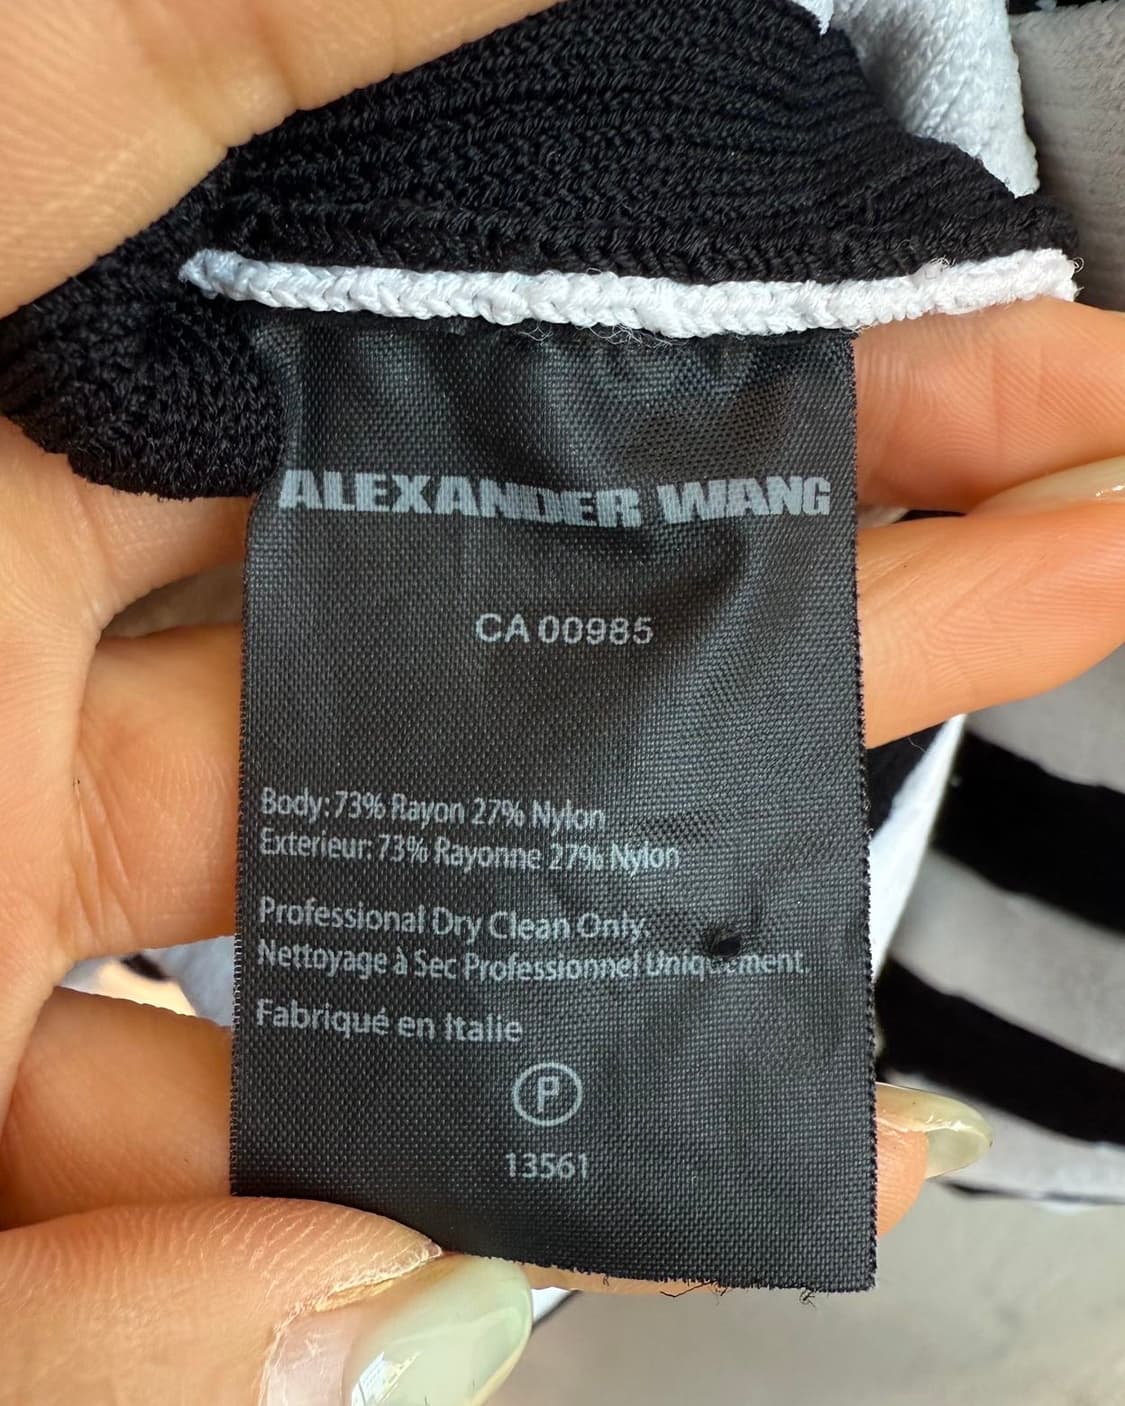 ALEXANDER WANG
CA 00985
Body: 73% Rayon 27% Nylon
Exterieur: 73% Rayonne 27% Nylon
Professional Dry Clean Only.
Nettoyage à Sec Professionnel Uniquement.
Fabriqué en Italie
P
13561